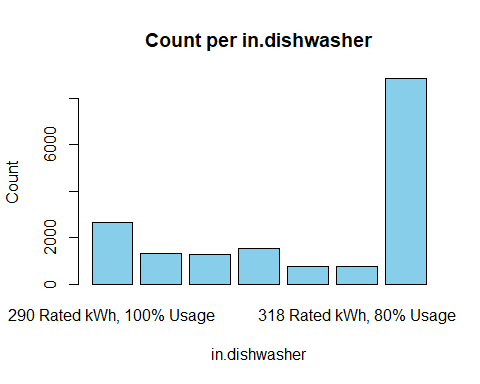 Count per in.dishwasher
Count
6000
2000
0
290 Rated kWh, 100% Usage
318 Rated kWh, 80% Usage
in.dishwasher